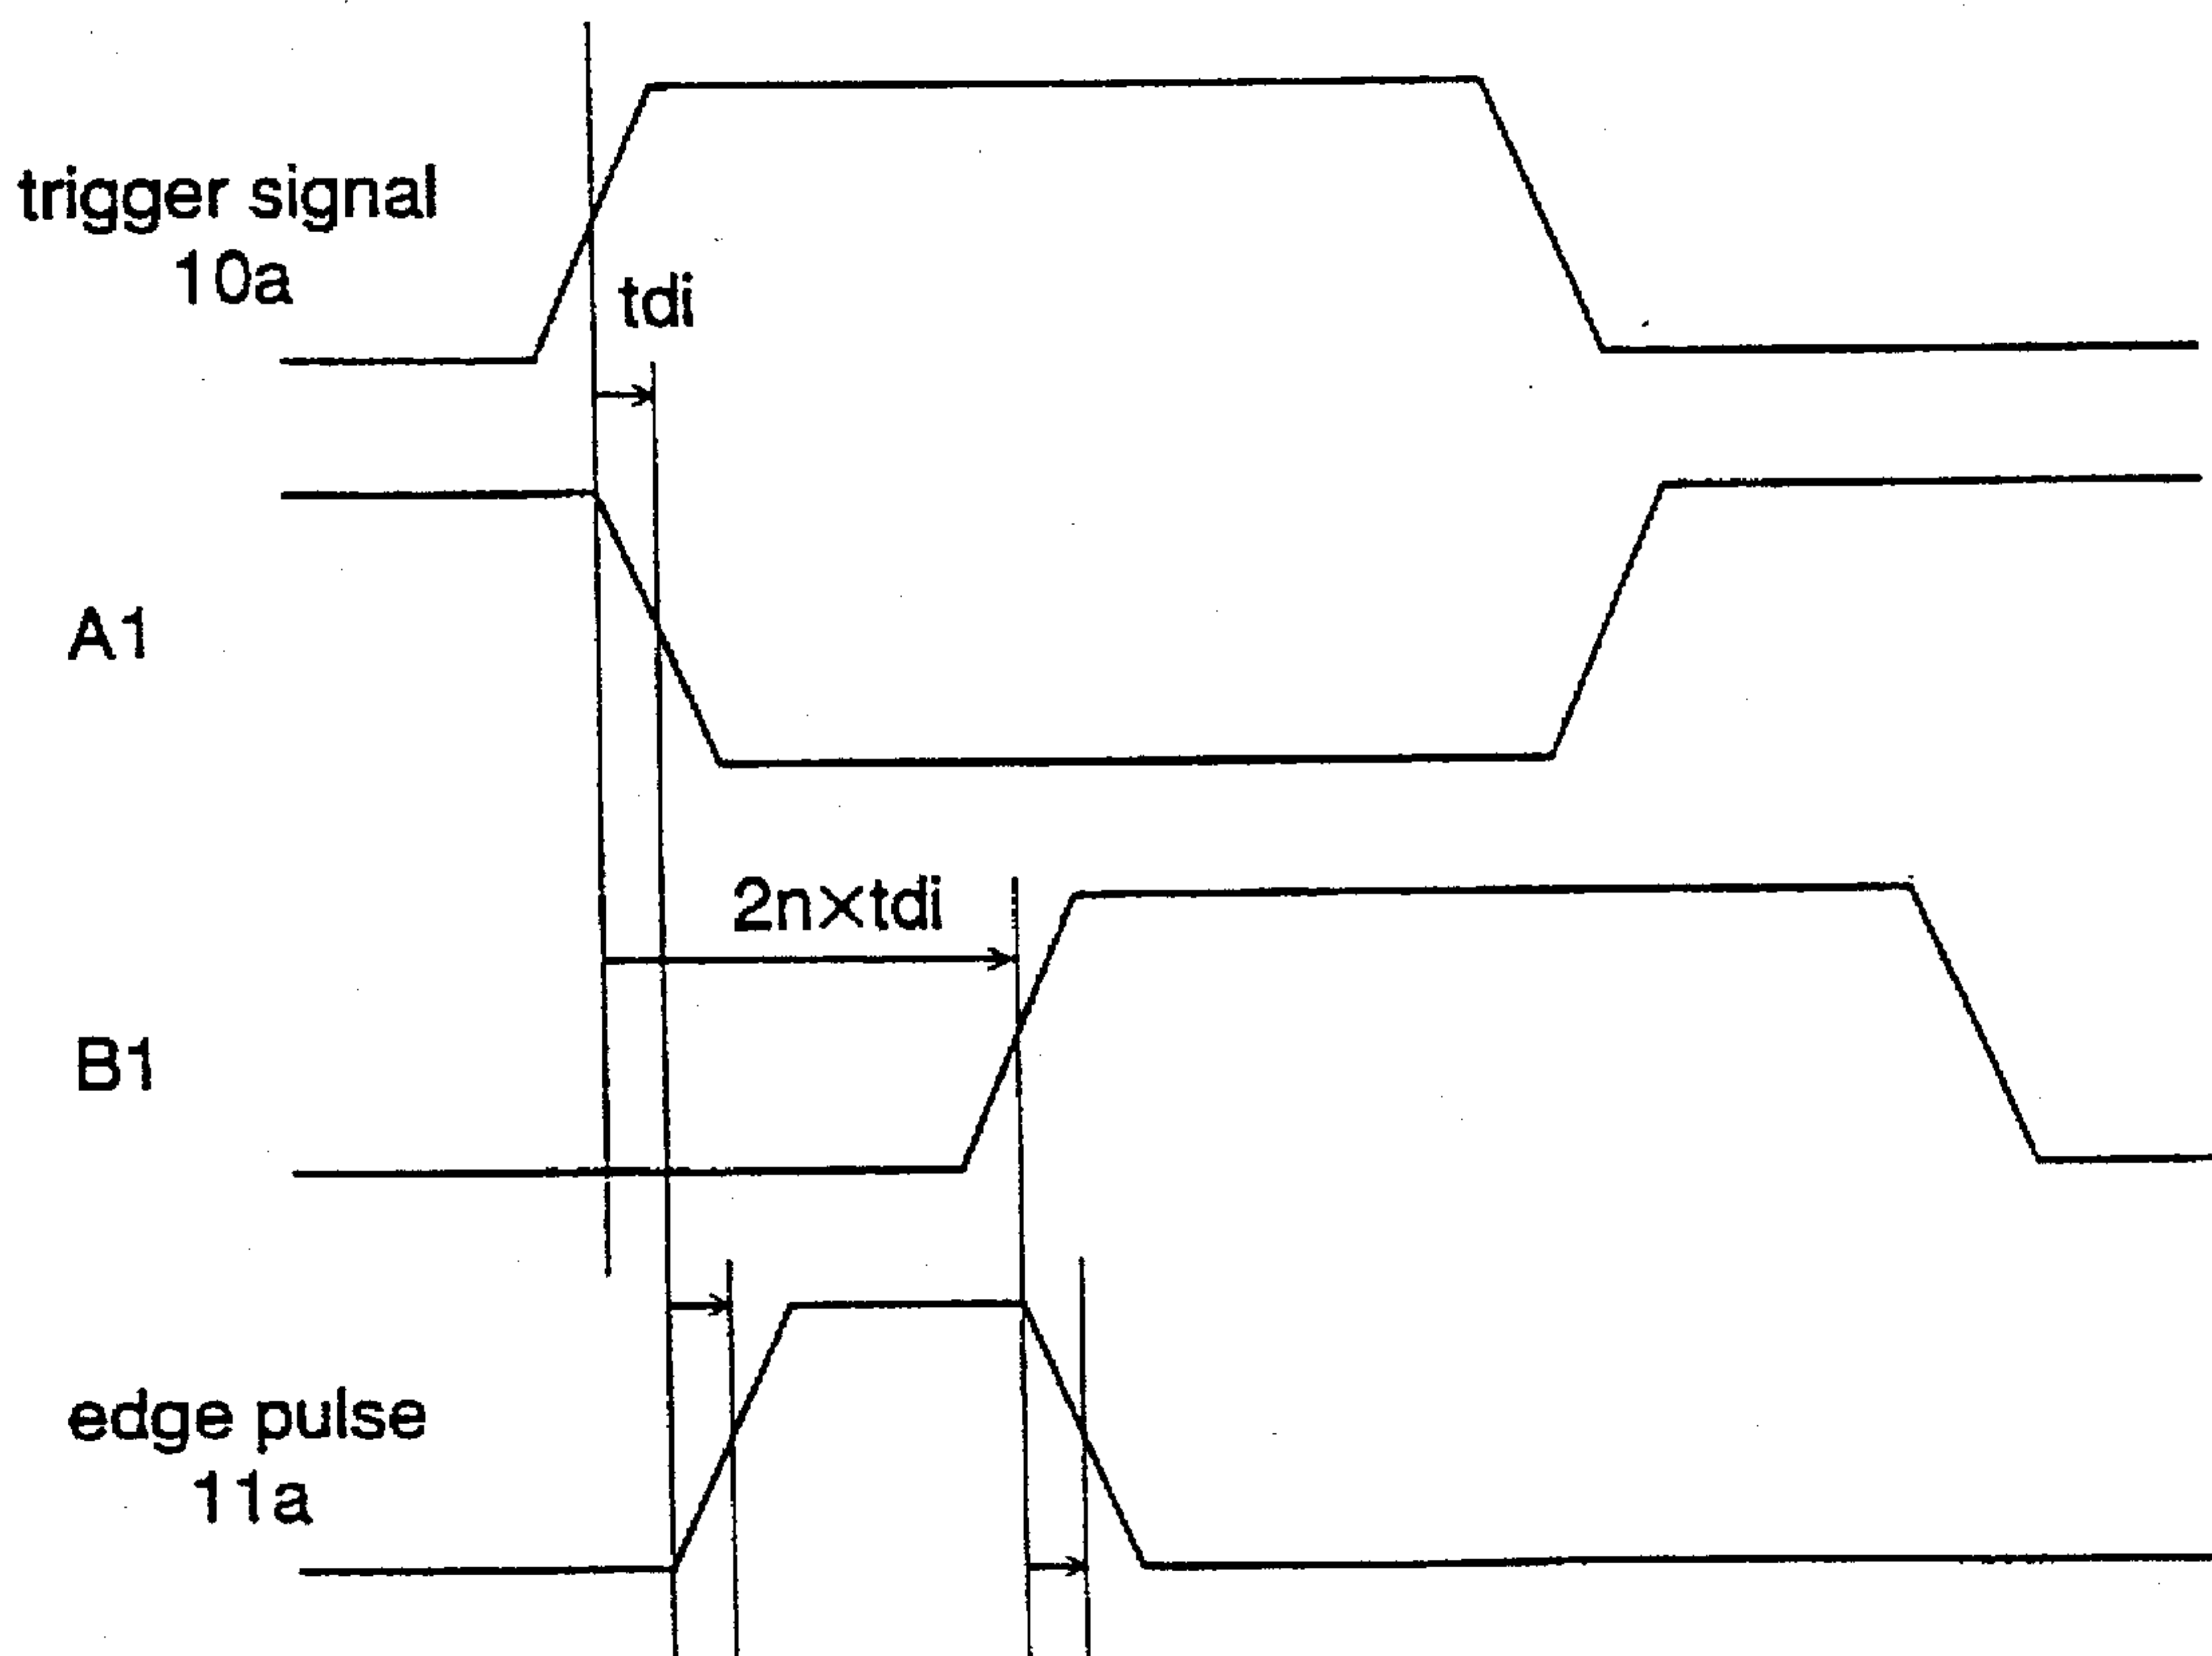 trigger signal
10a
tdi
A1
2n×tdi
B1
edge pulse
11a